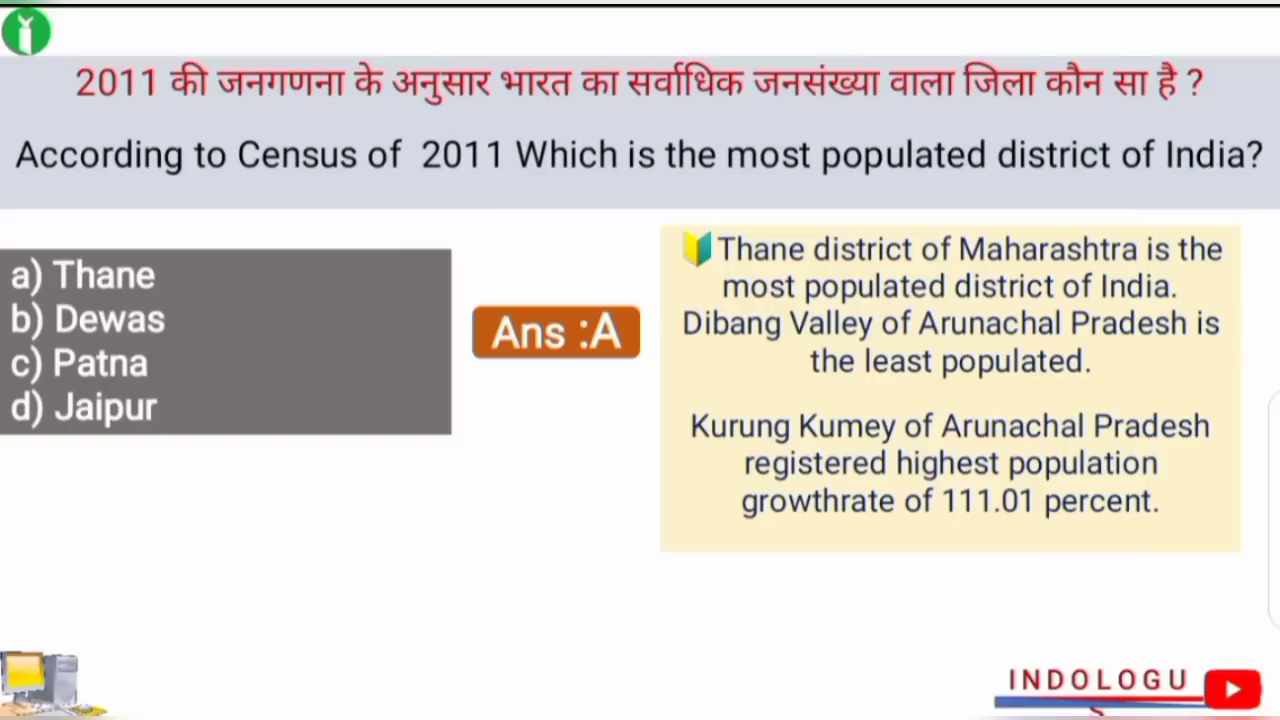 2011 की जनगणना के अनुसार भारत का सर्वाधिक जनसंख्या वाला जिला कौन सा है ?
According to Census of 2011 Which is the most populated district of India?
a) Thane
b) Dewas
c) Patna
d) Jaipur
Ans :A
🔰Thane district of Maharashtra is the
most populated district of India.
Dibang Valley of Arunachal Pradesh is
the least populated.
Kurung Kumey of Arunachal Pradesh
registered highest population
growthrate of 111.01 percent.
INDOLOGU
S